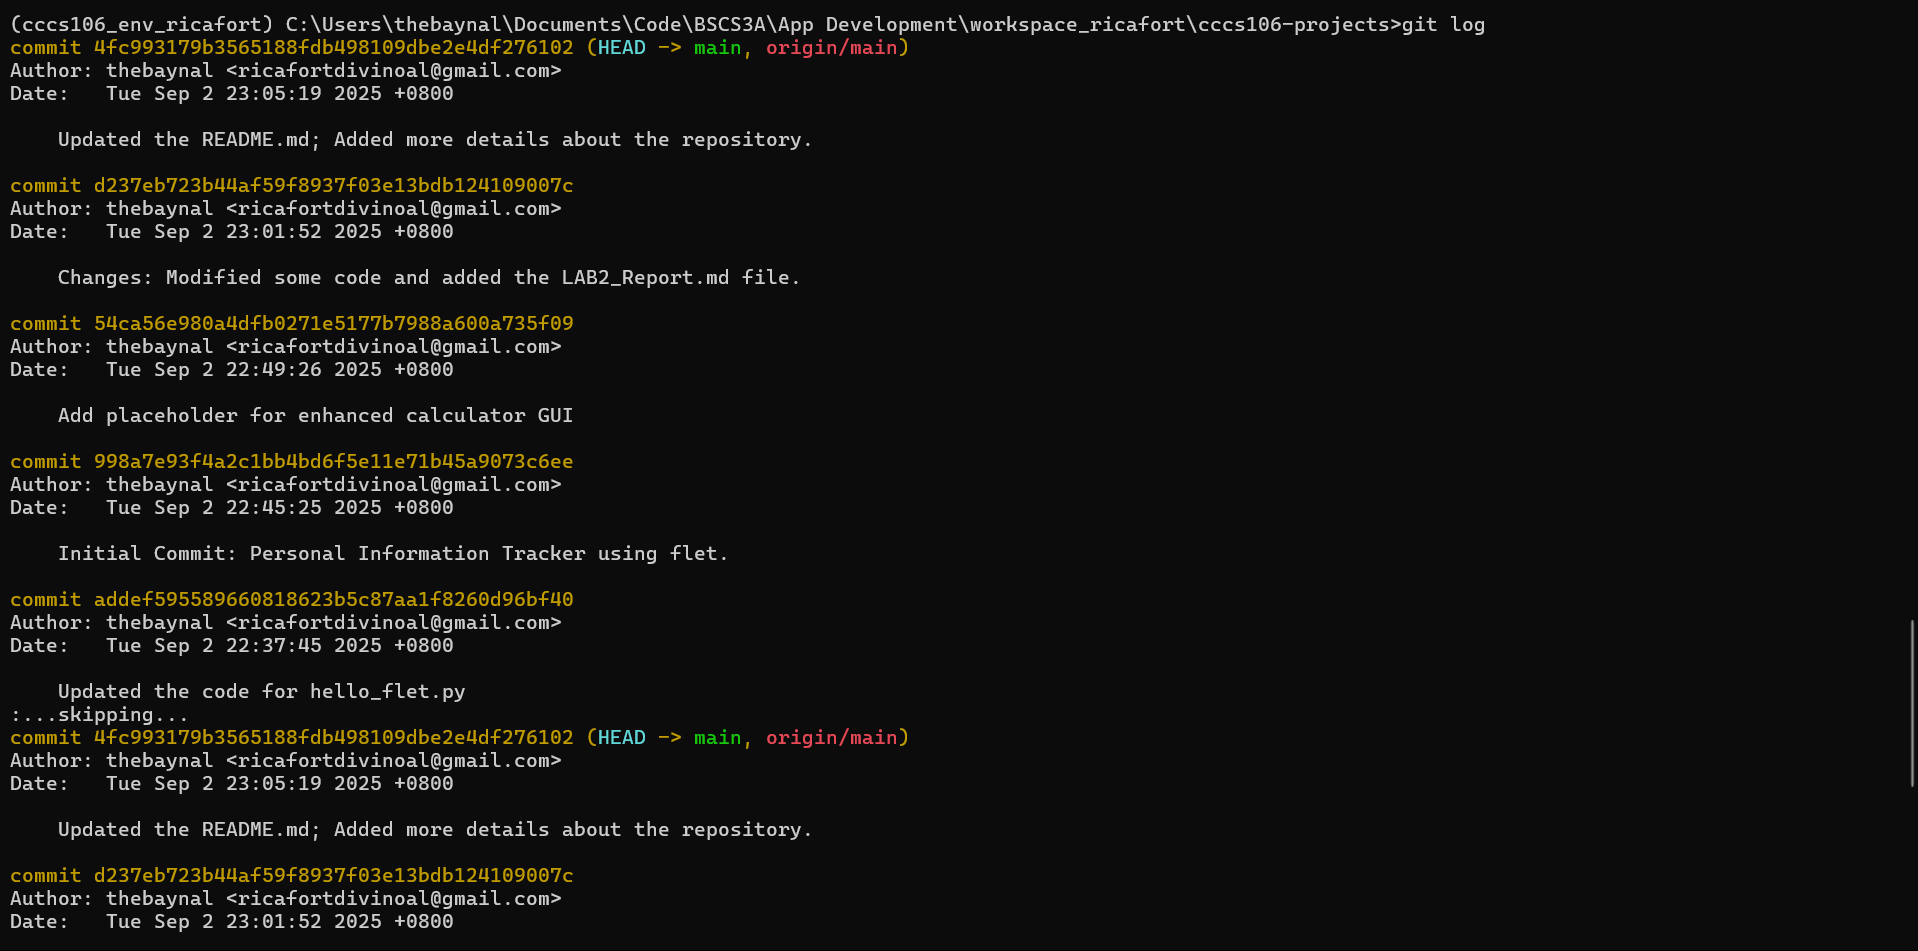 (cccs106_env_ricafort) C:\Users\thebaynal\Documents\Code\BSCS3A\App Development\workspace_ricafort\cccs106-projects>git log
commit 4fc993179b3565188fdb498109dbe2e4df276102 (HEAD -> main, origin/main)
Author: thebaynal <ricafortdivinoal@gmail.com>
Date:   Tue Sep 2 23:05:19 2025 +0800

    Updated the README.md; Added more details about the repository.

commit d237eb723b44af59f8937f03e13bdb124109007c
Author: thebaynal <ricafortdivinoal@gmail.com>
Date:   Tue Sep 2 23:01:52 2025 +0800

    Changes: Modified some code and added the LAB2_Report.md file.

commit 54ca56e980a4dfb0271e5177b7988a600a735f09
Author: thebaynal <ricafortdivinoal@gmail.com>
Date:   Tue Sep 2 22:49:26 2025 +0800

    Add placeholder for enhanced calculator GUI

commit 998a7e93f4a2c1bb4bd6f5e11e71b45a9073c6ee
Author: thebaynal <ricafortdivinoal@gmail.com>
Date:   Tue Sep 2 22:45:25 2025 +0800

    Initial Commit: Personal Information Tracker using flet.

commit addef595589660818623b5c87aa1f8260d96bf40
Author: thebaynal <ricafortdivinoal@gmail.com>
Date:   Tue Sep 2 22:37:45 2025 +0800

    Updated the code for hello_flet.py
:...skipping...
commit 4fc993179b3565188fdb498109dbe2e4df276102 (HEAD -> main, origin/main)
Author: thebaynal <ricafortdivinoal@gmail.com>
Date:   Tue Sep 2 23:05:19 2025 +0800

    Updated the README.md; Added more details about the repository.

commit d237eb723b44af59f8937f03e13bdb124109007c
Author: thebaynal <ricafortdivinoal@gmail.com>
Date:   Tue Sep 2 23:01:52 2025 +0800